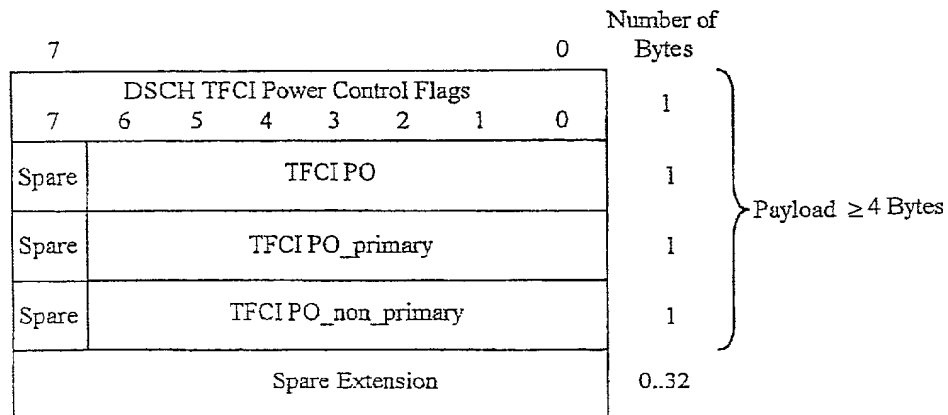 Number of
Bytes
7 0
DSCH TFCI Power Control Flags
7 6 5 4 3 2 1 0
1
Spare TFCI PO 1
Payload ≥ 4 Bytes
Spare TFCI PO_primary 1
Spare TFCI PO_non_primary 1
Spare Extension 0..32